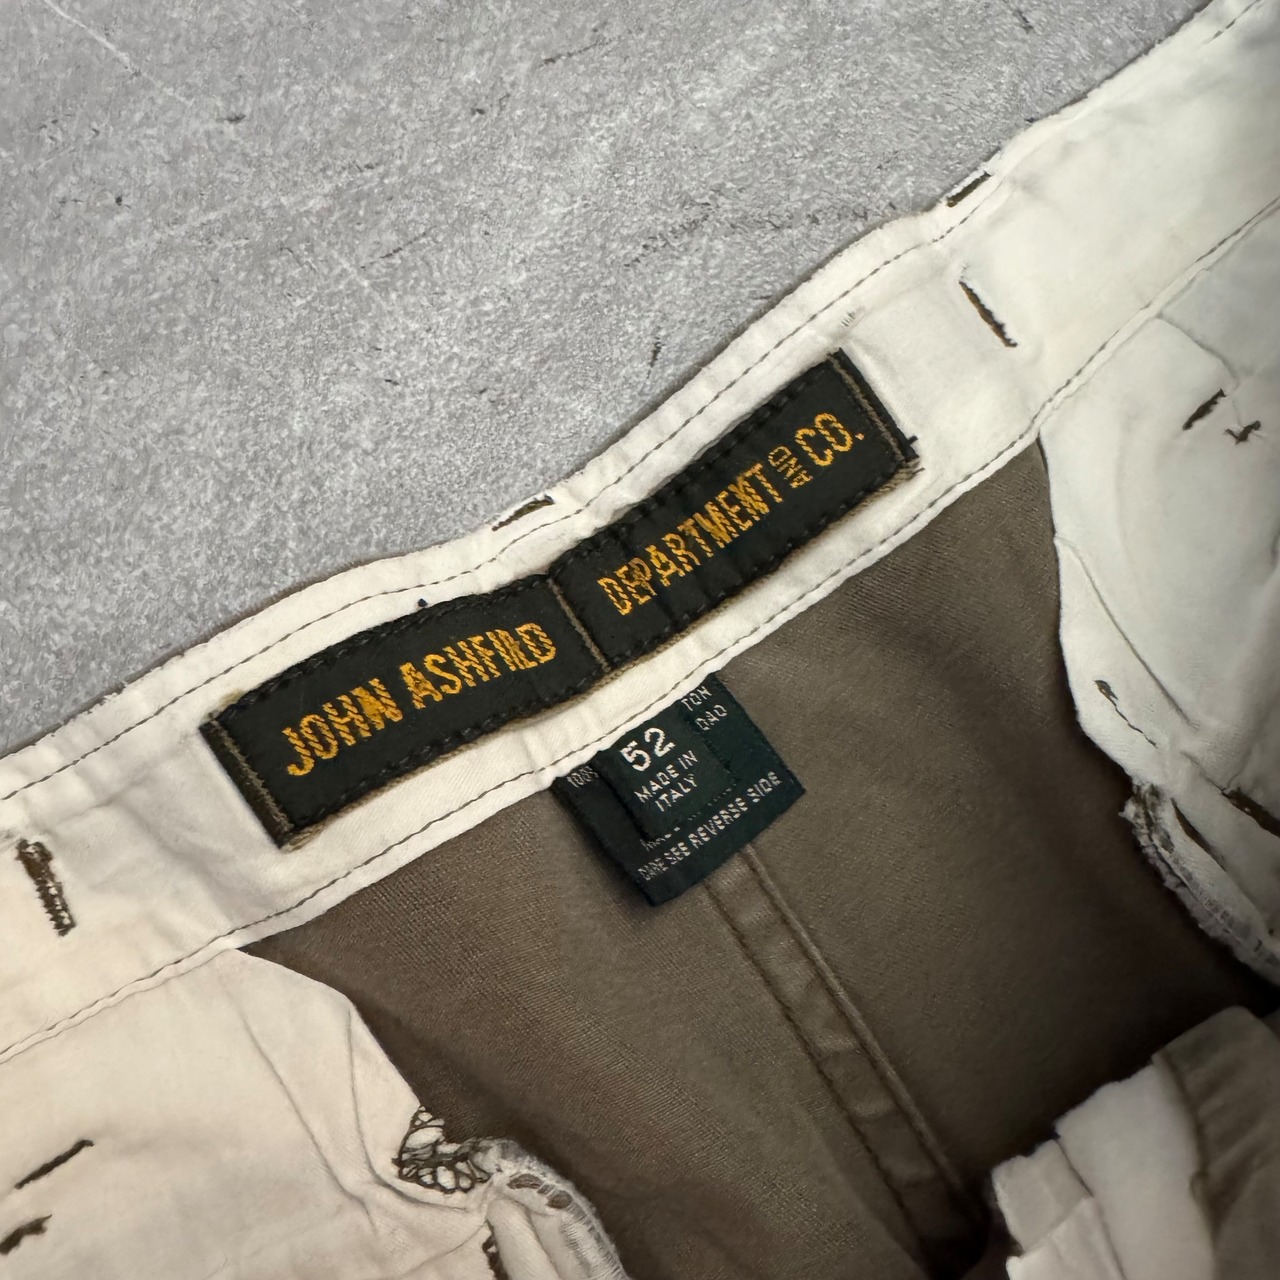 JOHN ASHFIELD
DEPARTMENT AND CO.
52
MADE IN
ITALY
CARE SEE REVERSE SIDE